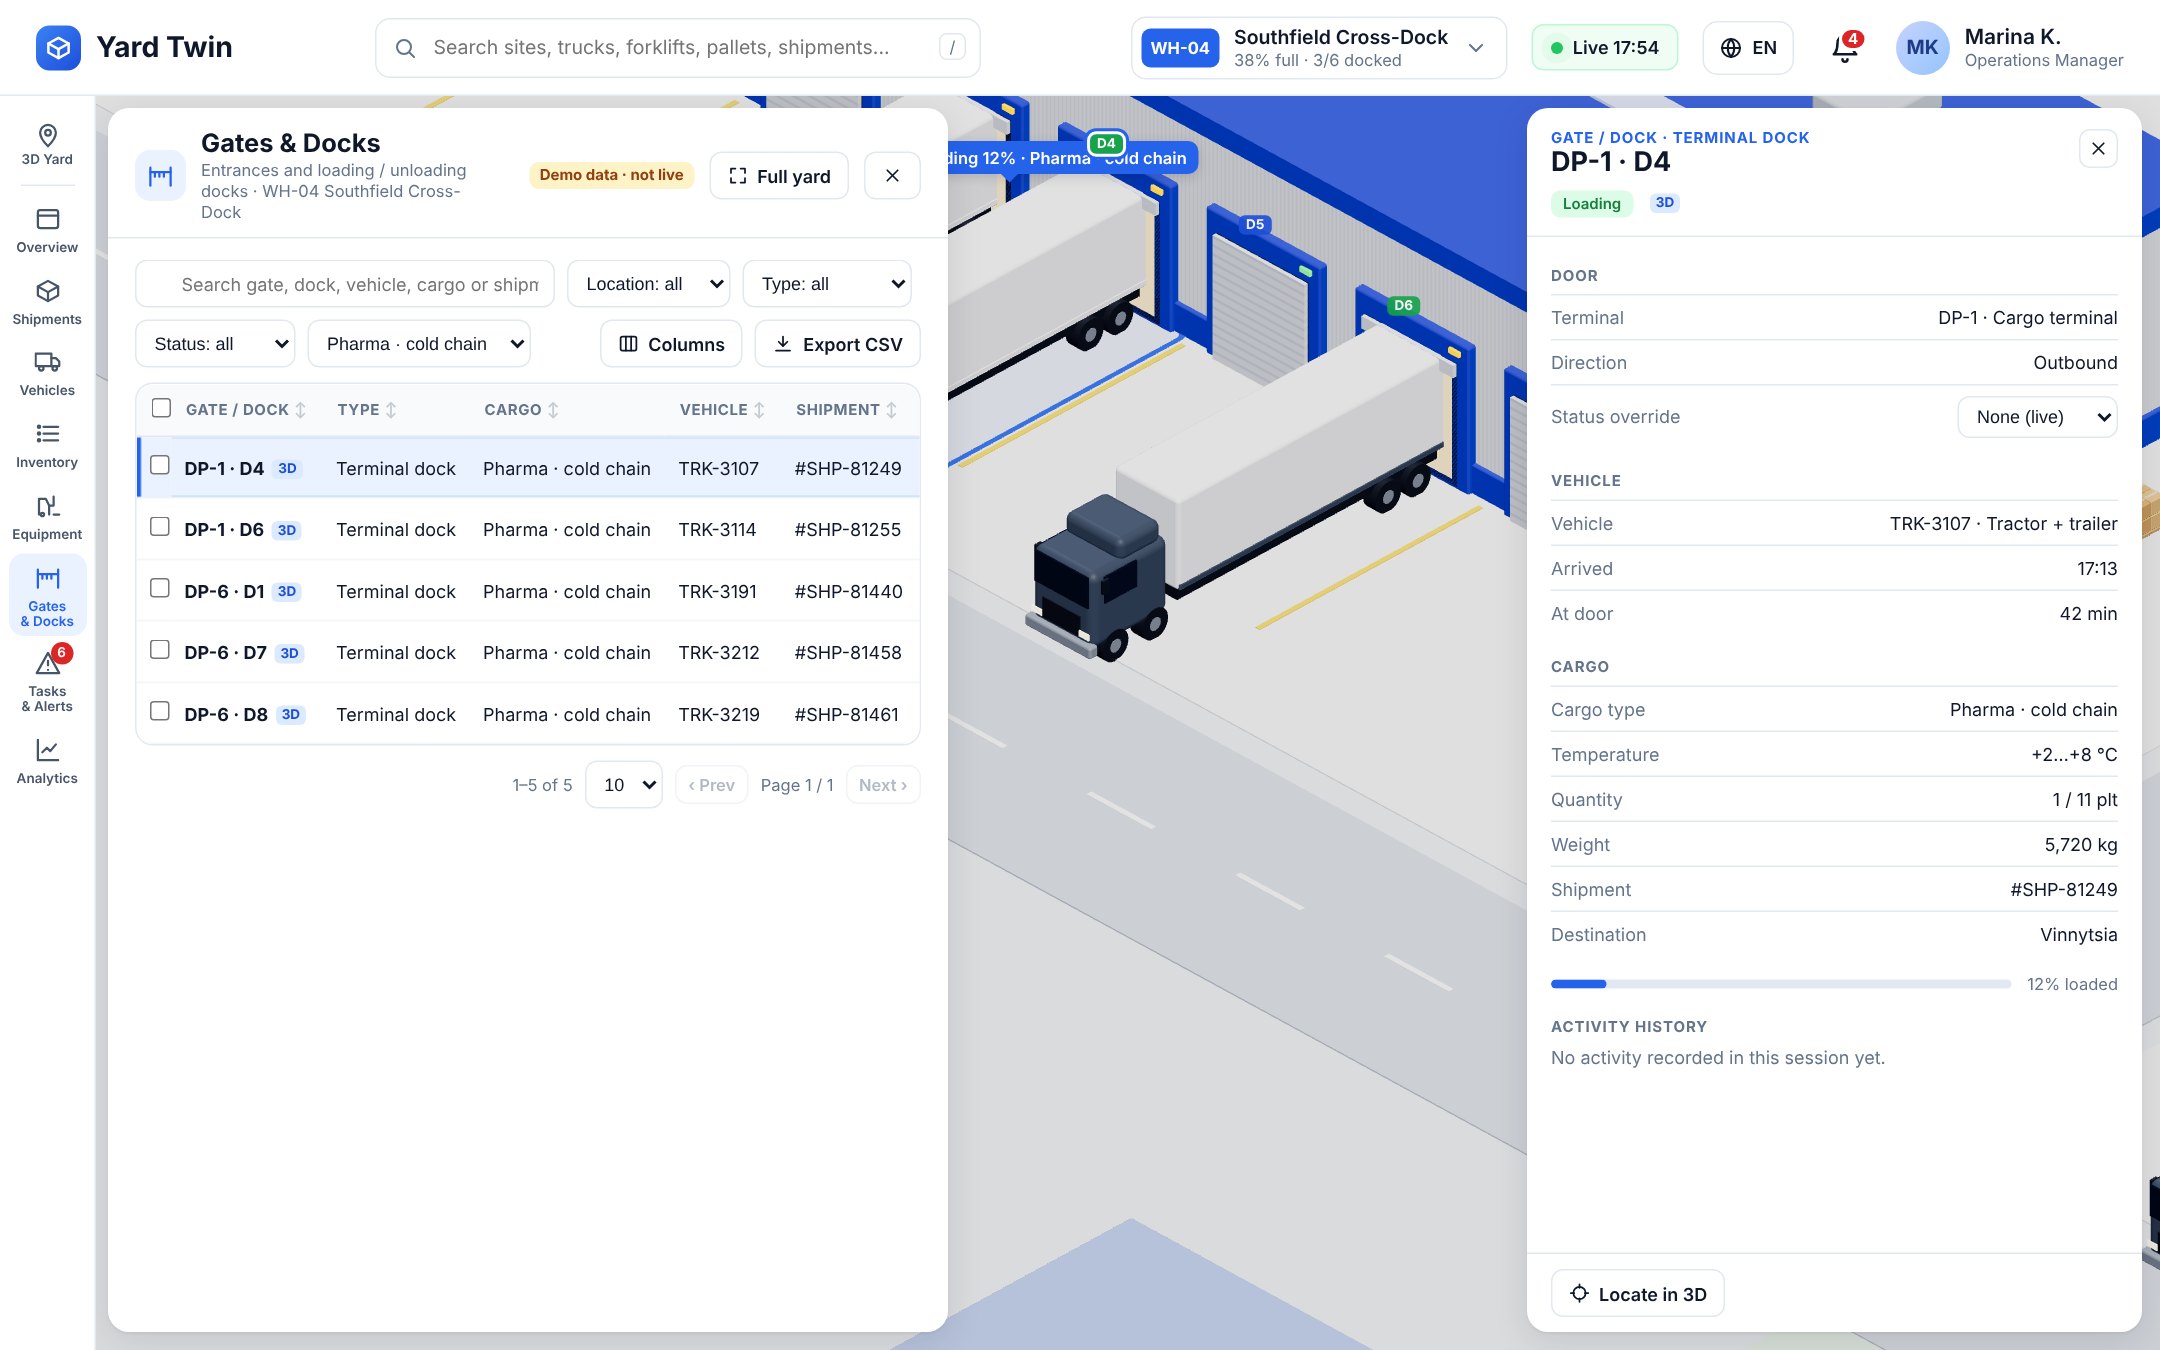 Yard Twin
Search sites, trucks, forklifts, pallets, shipments...
/
WH-04
Southfield Cross-Dock
38% full · 3/6 docked
Live 17:54
EN
4
MK
Marina K.
Operations Manager
3D Yard
Overview
Shipments
Vehicles
Inventory
Equipment
Gates
& Docks
6
Tasks
& Alerts
Analytics
Gates & Docks
Entrances and loading / unloading
docks · WH-04 Southfield Cross-
Dock
Demo data · not live
Full yard
Search gate, dock, vehicle, cargo or shipm
Location: all
Type: all
Status: all
Pharma · cold chain
Columns
Export CSV
GATE / DOCK TYPE CARGO VEHICLE SHIPMENT
DP-1 · D4 3D Terminal dock Pharma · cold chain TRK-3107 #SHP-81249
DP-1 · D6 3D Terminal dock Pharma · cold chain TRK-3114 #SHP-81255
DP-6 · D1 3D Terminal dock Pharma · cold chain TRK-3191 #SHP-81440
DP-6 · D7 3D Terminal dock Pharma · cold chain TRK-3212 #SHP-81458
DP-6 · D8 3D Terminal dock Pharma · cold chain TRK-3219 #SHP-81461
1–5 of 5 10 ‹ Prev Page 1 / 1 Next ›
D4
ding 12% · Pharma · cold chain
D5
D6
GATE / DOCK · TERMINAL DOCK
DP-1 · D4
Loading 3D
DOOR
Terminal DP-1 · Cargo terminal
Direction Outbound
Status override None (live)
VEHICLE
Vehicle TRK-3107 · Tractor + trailer
Arrived 17:13
At door 42 min
CARGO
Cargo type Pharma · cold chain
Temperature +2…+8 °C
Quantity 1 / 11 plt
Weight 5,720 kg
Shipment #SHP-81249
Destination Vinnytsia
12% loaded
ACTIVITY HISTORY
No activity recorded in this session yet.
Locate in 3D